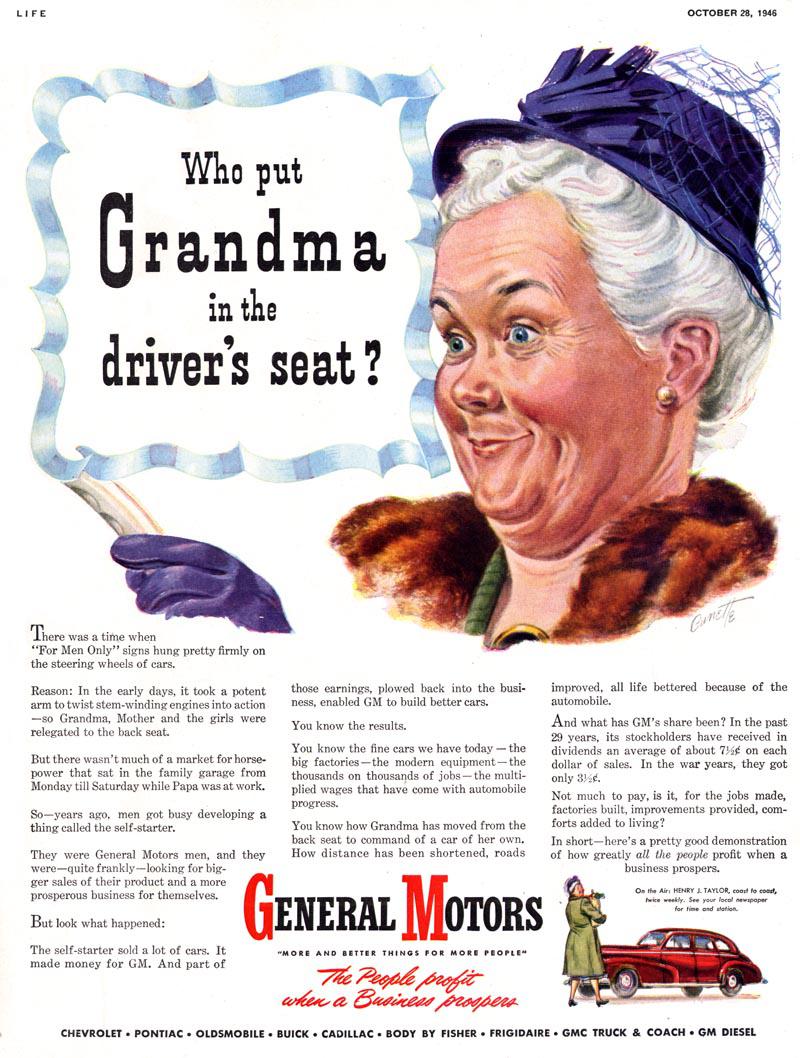 LIFE
OCTOBER 28, 1946
Who put
Grandma
in the
driver's seat?
Cunette
There was a time when
"For Men Only" signs hung pretty firmly on
the steering wheels of cars.
Reason: In the early days, it took a potent
arm to twist stem-winding engines into action
—so Grandma, Mother and the girls were
relegated to the back seat.
But there wasn't much of a market for horse-
power that sat in the family garage from
Monday till Saturday while Papa was at work.
So—years ago, men got busy developing a
thing called the self-starter.
They were General Motors men, and they
were—quite frankly—looking for big-
ger sales of their product and a more
prosperous business for themselves.
But look what happened:
The self-starter sold a lot of cars. It
made money for GM. And part of
those earnings, plowed back into the busi-
ness, enabled GM to build better cars.
You know the results.
You know the fine cars we have today — the
big factories — the modern equipment — the
thousands on thousands of jobs — the multi-
plied wages that have come with automobile
progress.
You know how Grandma has moved from the
back seat to command of a car of her own.
How distance has been shortened, roads
improved, all life bettered because of the
automobile.
And what has GM's share been? In the past
29 years, its stockholders have received in
dividends an average of about 7½¢ on each
dollar of sales. In the war years, they got
only 3½¢.
Not much to pay, is it, for the jobs made,
factories built, improvements provided, com-
forts added to living?
In short—here's a pretty good demonstration
of how greatly all the people profit when a
business prospers.
GENERAL MOTORS
"MORE AND BETTER THINGS FOR MORE PEOPLE"
The People profit
when a Business prospers
On the Air: HENRY J. TAYLOR, coast to coast,
twice weekly. See your local newspaper
for time and station.
CHEVROLET • PONTIAC • OLDSMOBILE • BUICK • CADILLAC • BODY BY FISHER • FRIGIDAIRE • GMC TRUCK & COACH • GM DIESEL